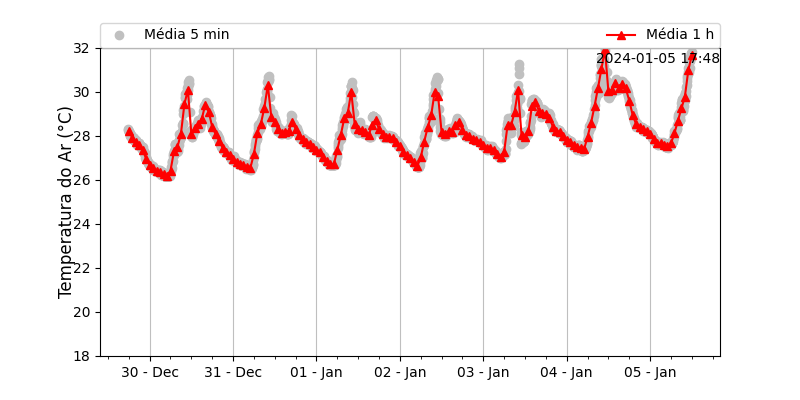 Média 5 min
Média 1 h
2024-01-05 17:48
Temperatura do Ar (°C)
32
30
28
26
24
22
20
18
30 - Dec
31 - Dec
01 - Jan
02 - Jan
03 - Jan
04 - Jan
05 - Jan